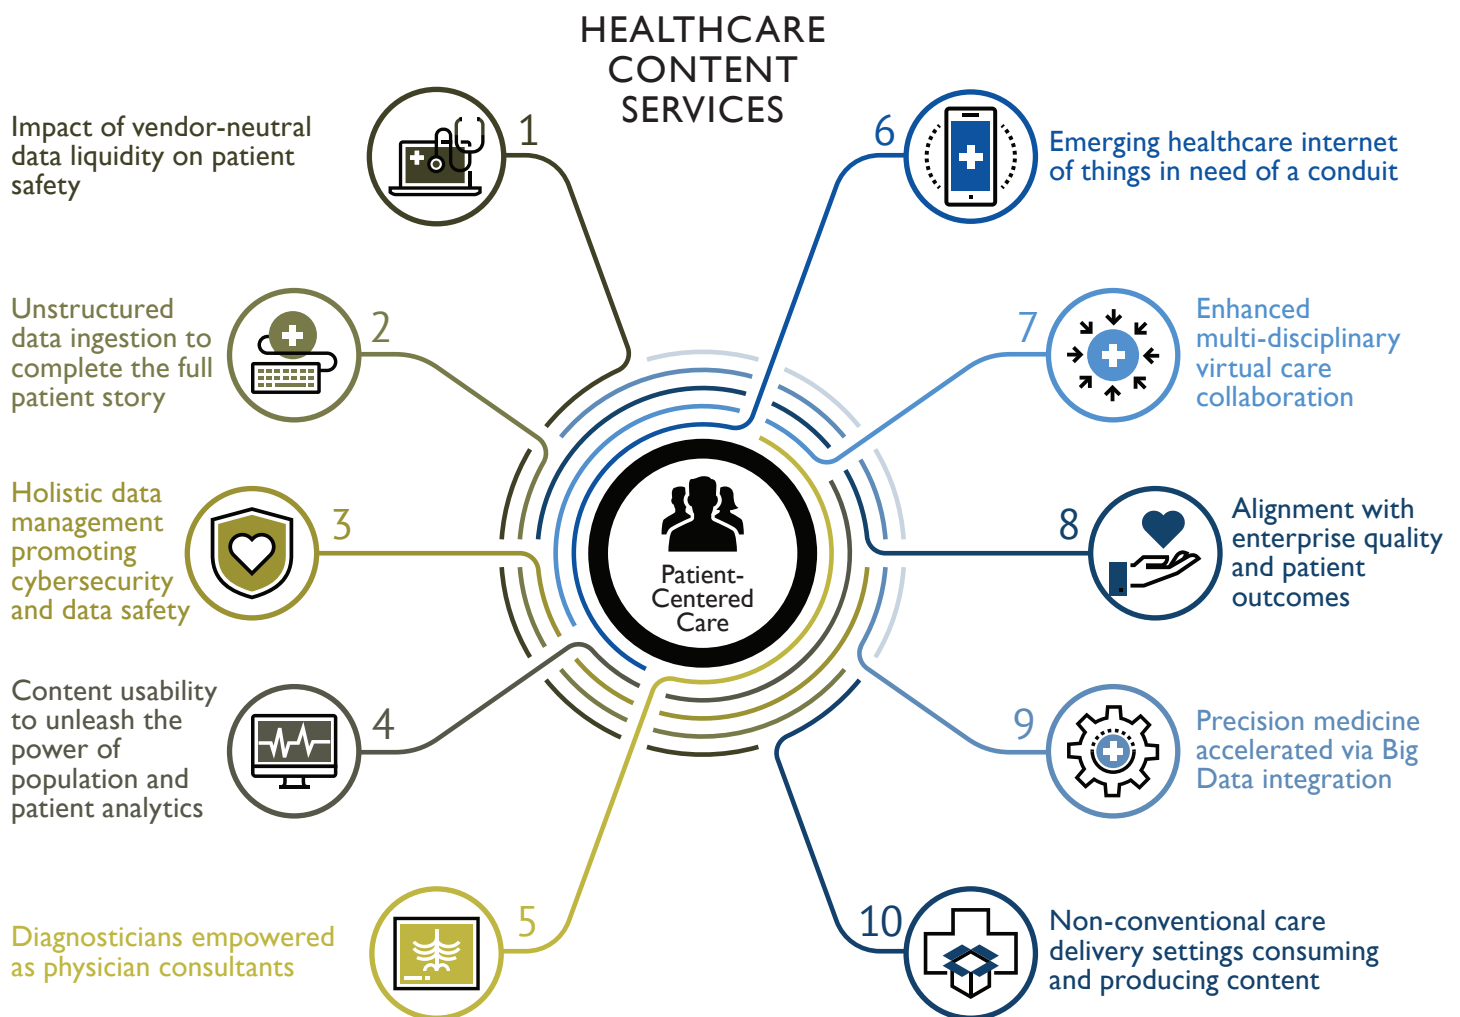 HEALTHCARE
CONTENT
SERVICES
1
Impact of vendor-neutral
data liquidity on patient
safety
2
Unstructured
data ingestion to
complete the full
patient story
3
Holistic data
management
promoting
cybersecurity
and data safety
4
Content usability
to unleash the
power of
population and
patient analytics
5
Diagnosticians empowered
as physician consultants
Patient-
Centered
Care
6
Emerging healthcare internet
of things in need of a conduit
7
Enhanced
multi-disciplinary
virtual care
collaboration
8
Alignment with
enterprise quality
and patient
outcomes
9
Precision medicine
accelerated via Big
Data integration
10
Non-conventional care
delivery settings consuming
and producing content